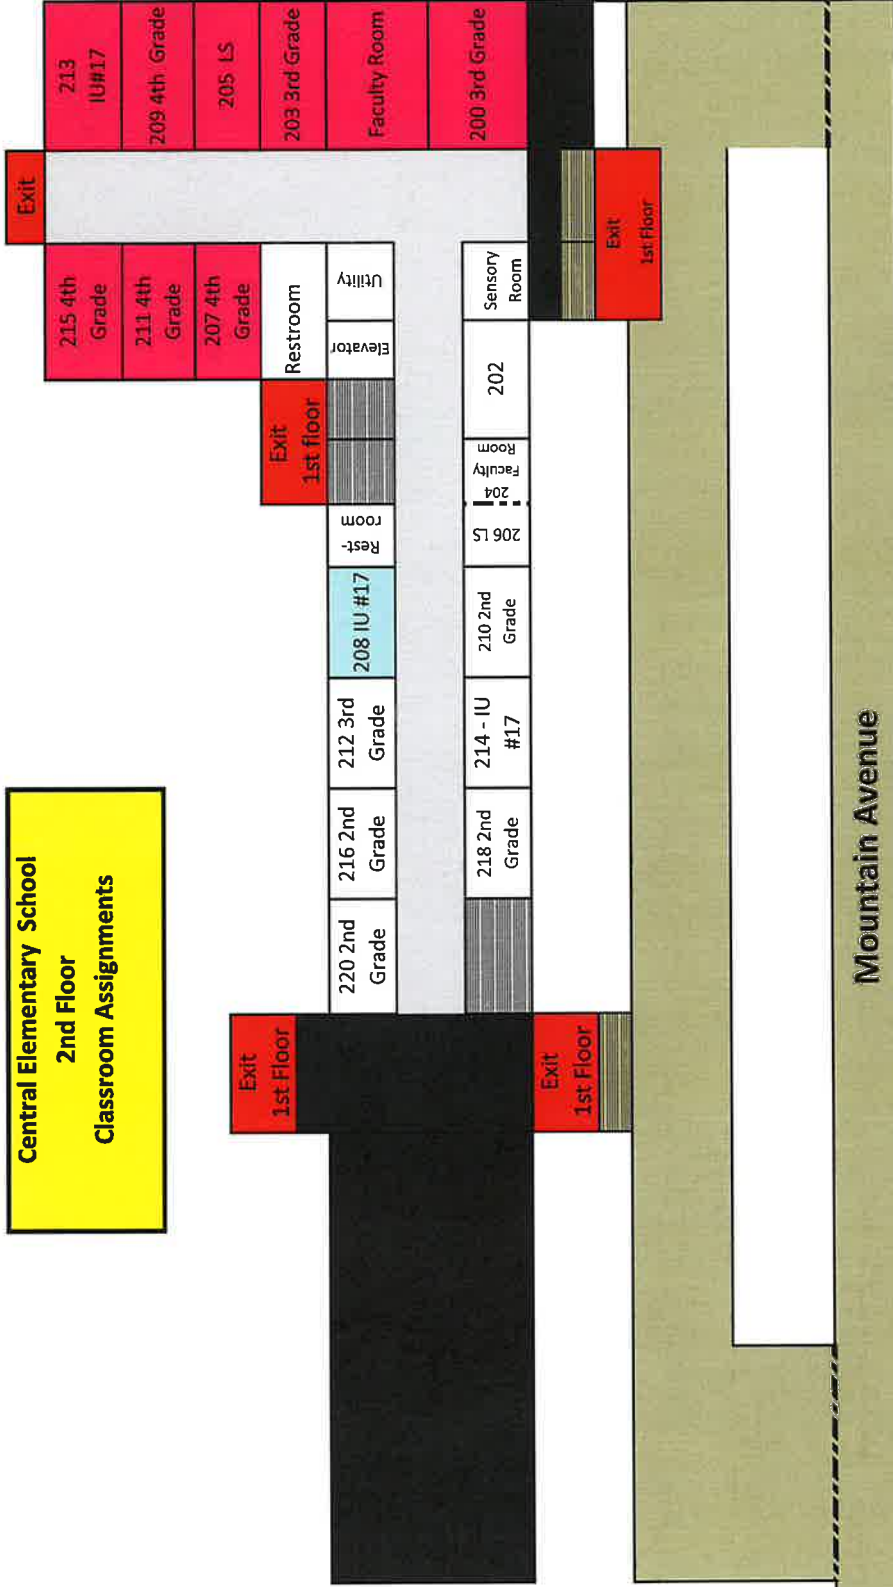 Central Elementary School
2nd Floor
Classroom Assignments
213
IU#17
209 4th Grade
205 LS
203 3rd Grade
Faculty Room
200 3rd Grade
Exit
215 4th
Grade
211 4th
Grade
207 4th
Grade
Restroom
Utility
Elevator
Exit
1st floor
Rest-
room
208 IU #17
212 3rd
Grade
216 2nd
Grade
220 2nd
Grade
Sensory
Room
202
204
Faculty
Room
206 LS
210 2nd
Grade
214 - IU
#17
218 2nd
Grade
Exit
1st Floor
Exit
1st Floor
Exit
1st Floor
Mountain Avenue